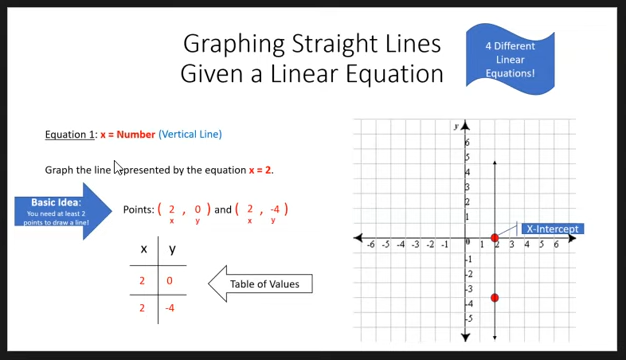 Graphing Straight Lines
Given a Linear Equation
4 Different
Linear
Equations!
Equation 1: x = Number (Vertical Line)
Graph the line represented by the equation x = 2.
Basic Idea!
You need at least 2
points to draw a line!
Points: ( 2 , 0 ) and ( 2 , -4 )
x y x y
x y
2 0
2 -4
Table of Values
y
6
5
4
3
2
1
X-Intercept
-6 -5 -4 -3 -2 -1 0 1 2 3 4 5 6
-1
-2
-3
-4
-5